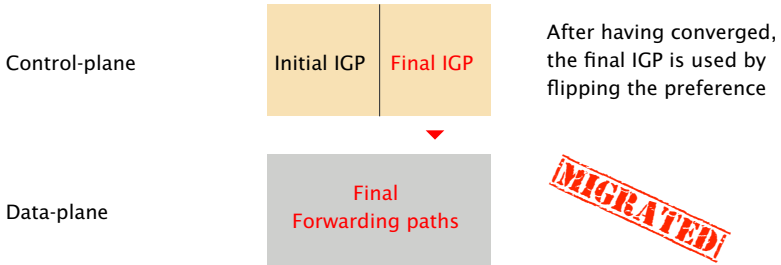 Control-plane
Initial IGP
Final IGP
After having converged,
the final IGP is used by
flipping the preference
Data-plane
Final
Forwarding paths
MIGRATED!